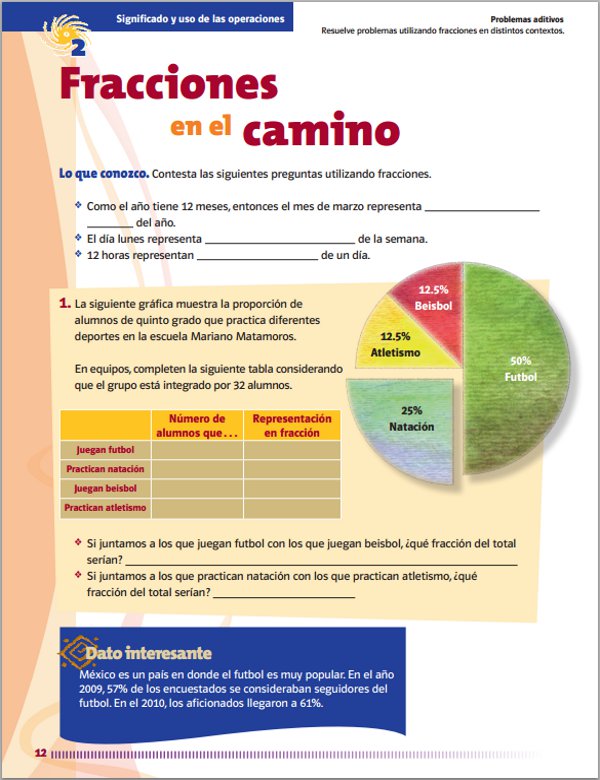 Significado y uso de las operaciones
Problemas aditivos
Resuelve problemas utilizando fracciones en distintos contextos.
2
Fracciones
en el camino
Lo que conozco. Contesta las siguientes preguntas utilizando fracciones.
❖ Como el año tiene 12 meses, entonces el mes de marzo representa ____________________
________ del año.
❖ El día lunes representa ____________________ de la semana.
❖ 12 horas representan ____________________ de un día.
1. La siguiente gráfica muestra la proporción de
alumnos de quinto grado que practica diferentes
deportes en la escuela Mariano Matamoros.
En equipos, completen la siguiente tabla considerando
que el grupo está integrado por 32 alumnos.
12.5%
Beisbol
12.5%
Atletismo
50%
Futbol
25%
Natación
Número de
alumnos que . . .
Representación
en fracción
Juegan futbol
Practican natación
Juegan beisbol
Practican atletismo
❖ Si juntamos a los que juegan futbol con los que juegan beisbol, ¿qué fracción del total
serían? ____________________
❖ Si juntamos a los que practican natación con los que practican atletismo, ¿qué
fracción del total serían? ____________________
Dato interesante
México es un país en donde el futbol es muy popular. En el año
2009, 57% de los encuestados se consideraban seguidores del
futbol. En el 2010, los aficionados llegaron a 61%.
12